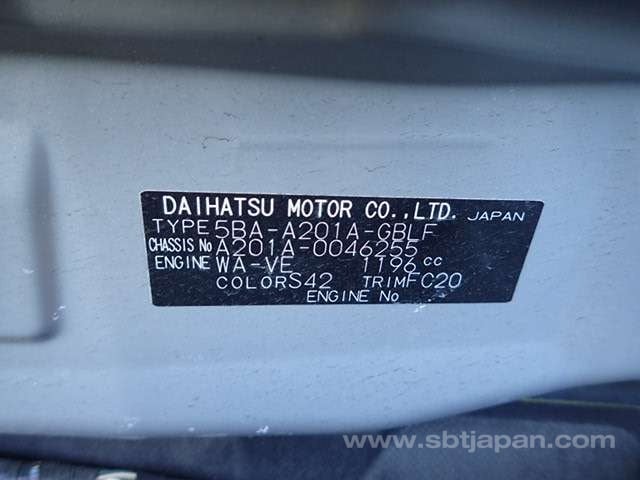 DAIHATSU MOTOR CO.,LTD. JAPAN
TYPE 5BA-A201A-GBLF
CHASSIS No A201A-0046255
ENGINE WA-VE 1196 cc
COLOR S42 TRIM FC20
ENGINE No
www.sbtjapan.com